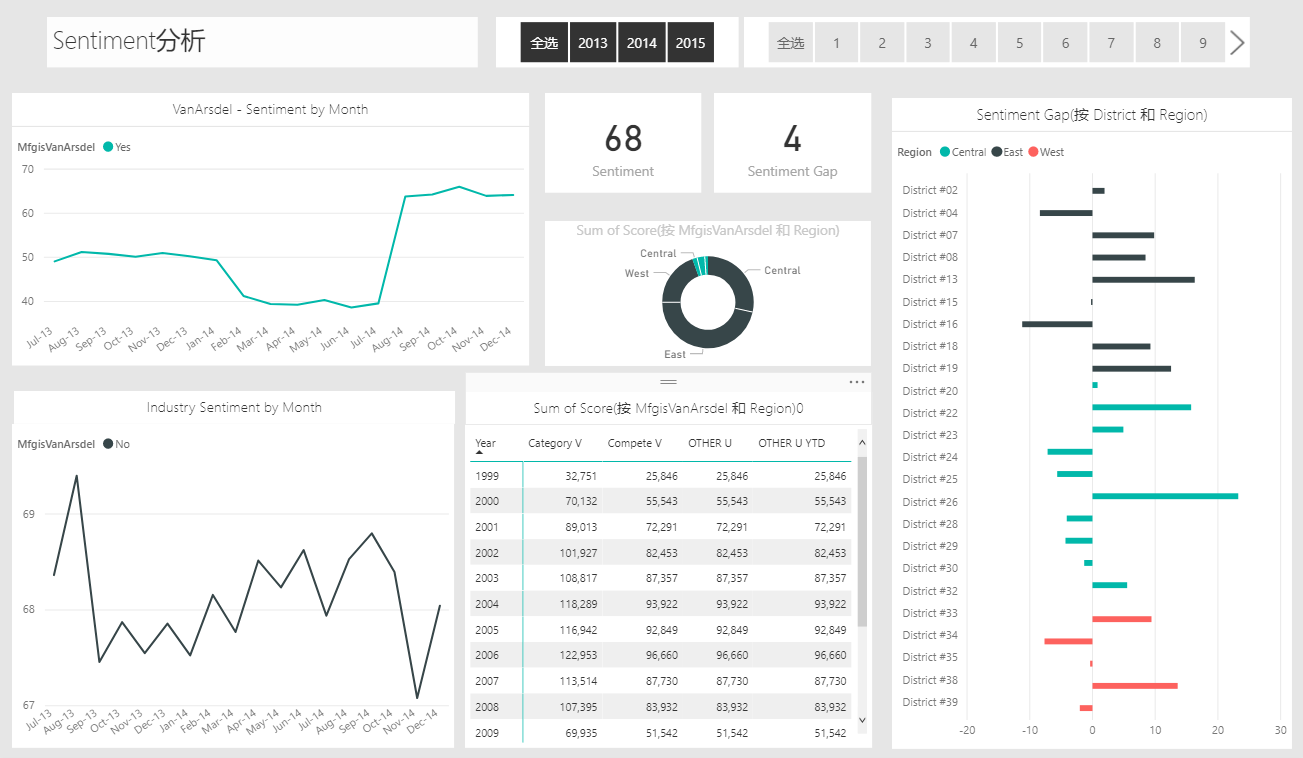 Sentiment分析
全选 2013 2014 2015
全选 1 2 3 4 5 6 7 8 9
VanArsdel - Sentiment by Month
MfgisVanArsdel Yes
70
60
50
40
Jul-13 Aug-13 Sep-13 Oct-13 Nov-13 Dec-13 Jan-14 Feb-14 Mar-14 Apr-14 May-14 Jun-14 Jul-14 Aug-14 Sep-14 Oct-14 Nov-14 Dec-14
68
Sentiment
4
Sentiment Gap
Sum of Score(按 MfgisVanArsdel 和 Region)
Central
West
Central
East
Industry Sentiment by Month
MfgisVanArsdel No
69
68
67
Jul-13 Aug-13 Sep-13 Oct-13 Nov-13 Dec-13 Jan-14 Feb-14 Mar-14 Apr-14 May-14 Jun-14 Jul-14 Aug-14 Sep-14 Oct-14 Nov-14 Dec-14
Sum of Score(按 MfgisVanArsdel 和 Region)0
Year Category V Compete V OTHER U OTHER U YTD
1999 32,751 25,846 25,846 25,846
2000 70,132 55,543 55,543 55,543
2001 89,013 72,291 72,291 72,291
2002 101,927 82,453 82,453 82,453
2003 108,817 87,357 87,357 87,357
2004 118,289 93,922 93,922 93,922
2005 116,942 92,849 92,849 92,849
2006 122,953 96,660 96,660 96,660
2007 113,514 87,730 87,730 87,730
2008 107,395 83,932 83,932 83,932
2009 69,935 51,542 51,542 51,542
Sentiment Gap(按 District 和 Region)
Region Central East West
District #02
District #04
District #07
District #08
District #13
District #15
District #16
District #18
District #19
District #20
District #22
District #23
District #24
District #25
District #26
District #28
District #29
District #30
District #32
District #33
District #34
District #35
District #38
District #39
-20 -10 0 10 20 30